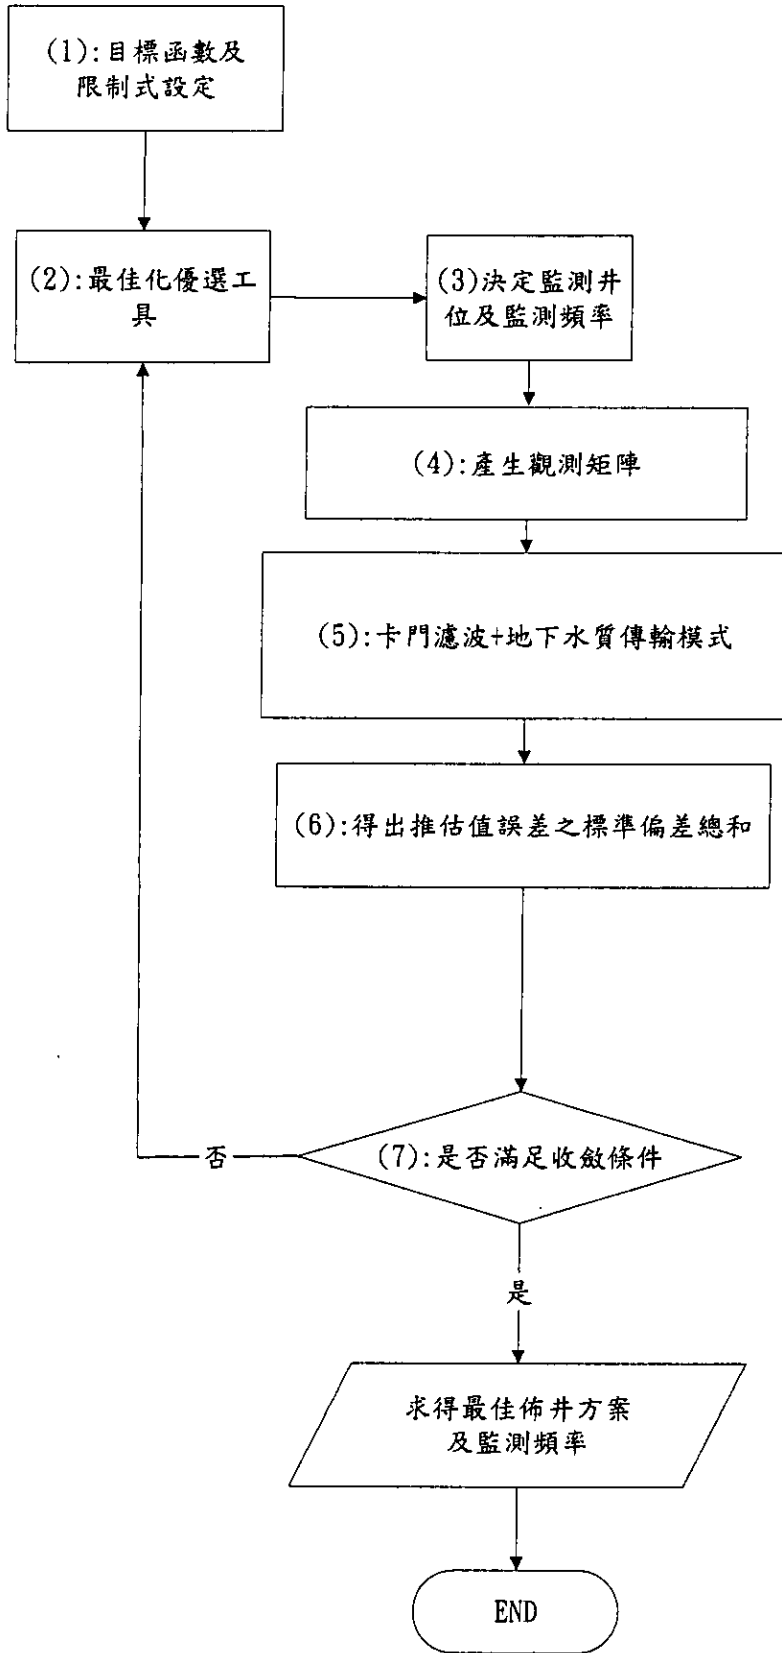 (1):目標函數及
限制式設定
(2):最佳化優選工
具
(3)決定監測井
位及監測頻率
(4):產生觀測矩陣
(5):卡門濾波+地下水質傳輸模式
(6):得出推估值誤差之標準偏差總和
(7):是否滿足收斂條件
否
是
求得最佳佈井方案
及監測頻率
END